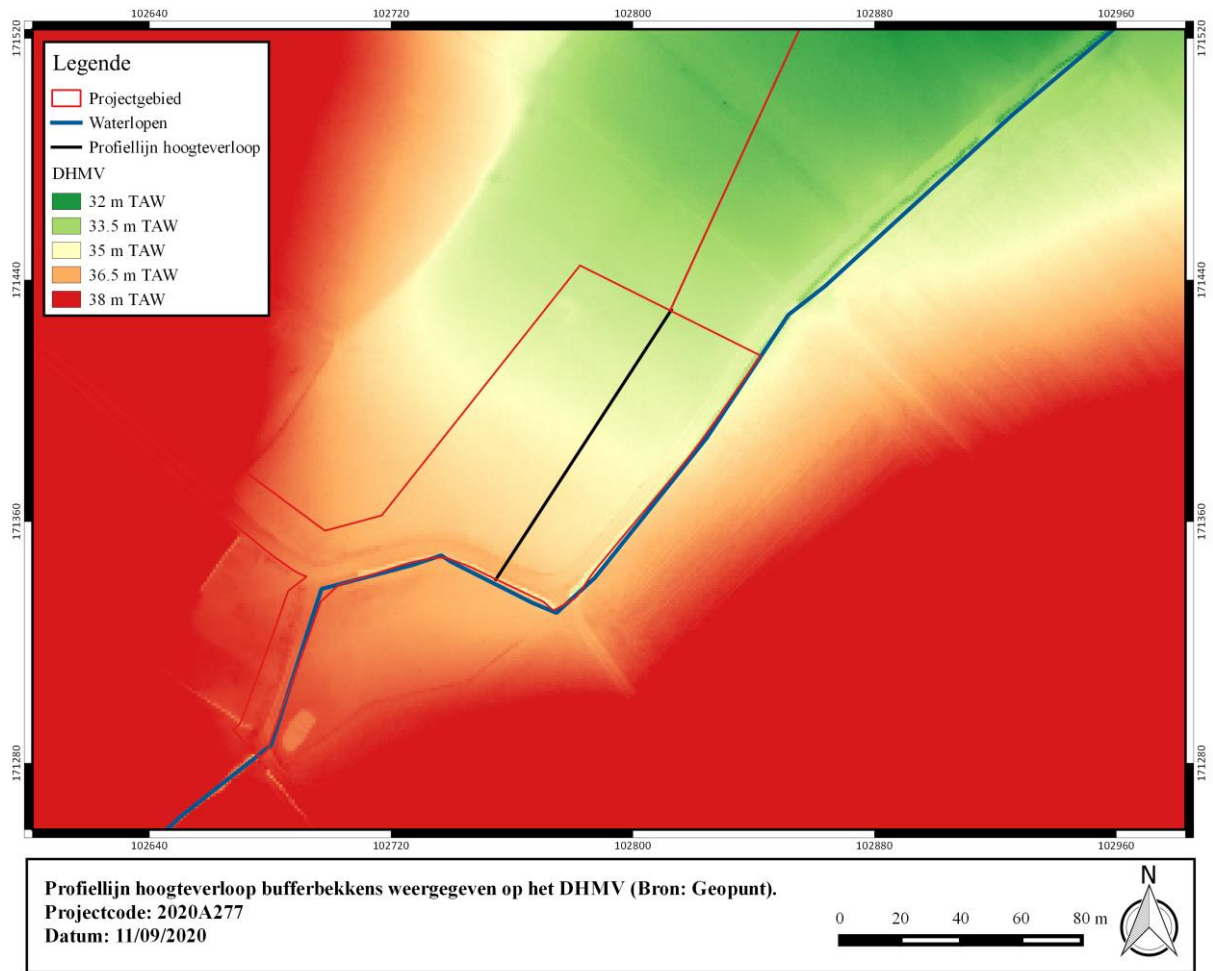 102640 102720 102800 102880 102960
171520 171520
Legende
Projectgebied
Waterlopen
Profiellijn hoogteverloop
DHMV
32 m TAW
33.5 m TAW
35 m TAW
36.5 m TAW
38 m TAW
171440 171440
171360 171360
171280 171280
102640 102720 102800 102880 102960
Profiellijn hoogteverloop bufferbekkens weergegeven op het DHMV (Bron: Geopunt).
Projectcode: 2020A277
Datum: 11/09/2020
0 20 40 60 80 m
N